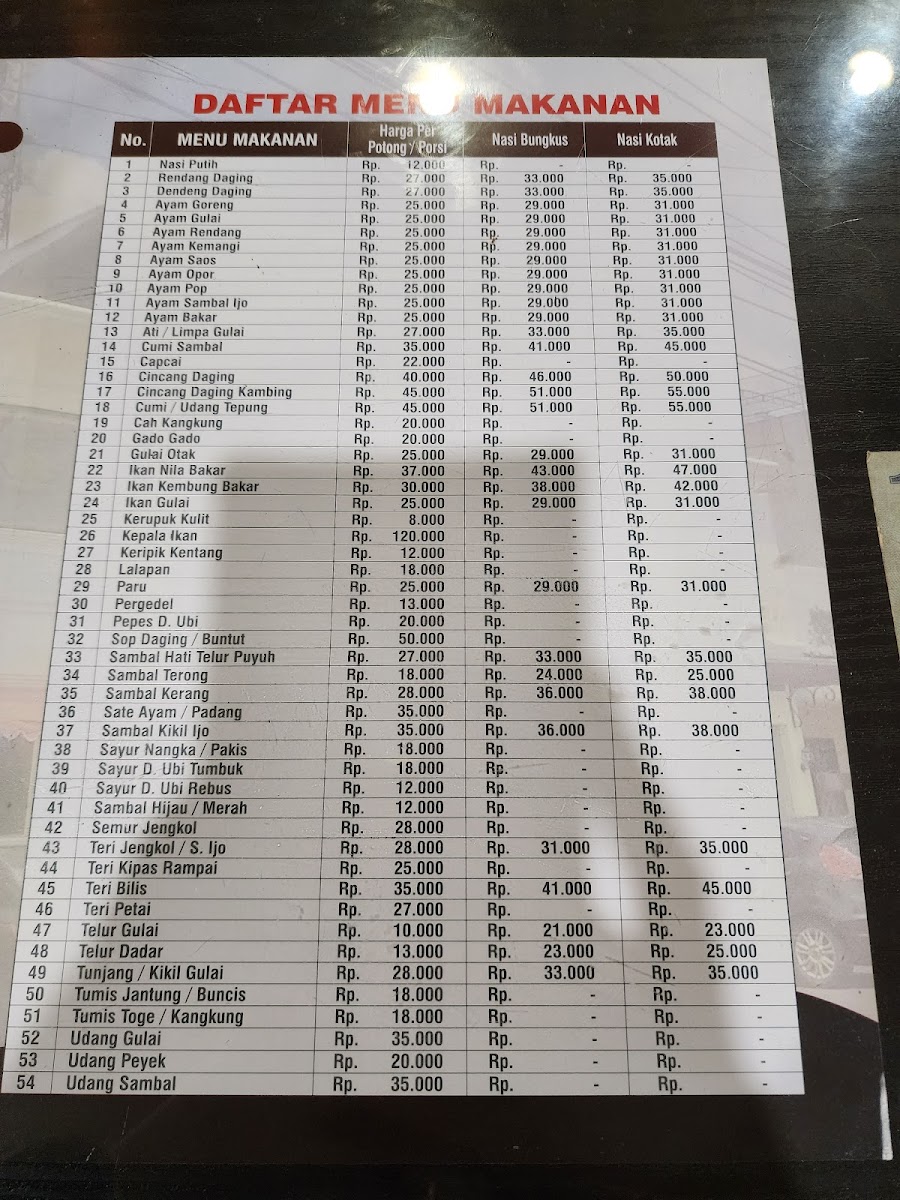 DAFTAR MENU MAKANAN
No. MENU MAKANAN Harga Per Potong / Porsi Nasi Bungkus Nasi Kotak
1 Nasi Putih Rp. 12.000 Rp. - Rp. -
2 Rendang Daging Rp. 27.000 Rp. 33.000 Rp. 35.000
3 Dendeng Daging Rp. 27.000 Rp. 33.000 Rp. 35.000
4 Ayam Goreng Rp. 25.000 Rp. 29.000 Rp. 31.000
5 Ayam Gulai Rp. 25.000 Rp. 29.000 Rp. 31.000
6 Ayam Rendang Rp. 25.000 Rp. 29.000 Rp. 31.000
7 Ayam Kemangi Rp. 25.000 Rp. 29.000 Rp. 31.000
8 Ayam Saos Rp. 25.000 Rp. 29.000 Rp. 31.000
9 Ayam Opor Rp. 25.000 Rp. 29.000 Rp. 31.000
10 Ayam Pop Rp. 25.000 Rp. 29.000 Rp. 31.000
11 Ayam Sambal Ijo Rp. 25.000 Rp. 29.000 Rp. 31.000
12 Ayam Bakar Rp. 25.000 Rp. 29.000 Rp. 31.000
13 Ati / Limpa Gulai Rp. 27.000 Rp. 33.000 Rp. 35.000
14 Cumi Sambal Rp. 35.000 Rp. 41.000 Rp. 45.000
15 Capcai Rp. 22.000 Rp. - Rp. -
16 Cincang Daging Rp. 40.000 Rp. 46.000 Rp. 50.000
17 Cincang Daging Kambing Rp. 45.000 Rp. 51.000 Rp. 55.000
18 Cumi / Udang Tepung Rp. 45.000 Rp. 51.000 Rp. 55.000
19 Cah Kangkung Rp. 20.000 Rp. - Rp. -
20 Gado Gado Rp. 20.000 Rp. - Rp. -
21 Gulai Otak Rp. 25.000 Rp. 29.000 Rp. 31.000
22 Ikan Nila Bakar Rp. 37.000 Rp. 43.000 Rp. 47.000
23 Ikan Kembung Bakar Rp. 30.000 Rp. 38.000 Rp. 42.000
24 Ikan Gulai Rp. 25.000 Rp. 29.000 Rp. 31.000
25 Kerupuk Kulit Rp. 8.000 Rp. - Rp. -
26 Kepala Ikan Rp. 120.000 Rp. - Rp. -
27 Keripik Kentang Rp. 12.000 Rp. - Rp. -
28 Lalapan Rp. 18.000 Rp. - Rp. -
29 Paru Rp. 25.000 Rp. 29.000 Rp. 31.000
30 Pergedel Rp. 13.000 Rp. - Rp. -
31 Pepes D. Ubi Rp. 20.000 Rp. - Rp. -
32 Sop Daging / Buntut Rp. 50.000 Rp. - Rp. -
33 Sambal Hati Telur Puyuh Rp. 27.000 Rp. 33.000 Rp. 35.000
34 Sambal Terong Rp. 18.000 Rp. 24.000 Rp. 25.000
35 Sambal Kerang Rp. 28.000 Rp. 36.000 Rp. 38.000
36 Sate Ayam / Padang Rp. 35.000 Rp. - Rp. -
37 Sambal Kikil Ijo Rp. 35.000 Rp. 36.000 Rp. 38.000
38 Sayur Nangka / Pakis Rp. 18.000 Rp. - Rp. -
39 Sayur D. Ubi Tumbuk Rp. 18.000 Rp. - Rp. -
40 Sayur D. Ubi Rebus Rp. 12.000 Rp. - Rp. -
41 Sambal Hijau / Merah Rp. 12.000 Rp. - Rp. -
42 Semur Jengkol Rp. 28.000 Rp. - Rp. -
43 Teri Jengkol / S. Ijo Rp. 28.000 Rp. 31.000 Rp. 35.000
44 Teri Kipas Rampai Rp. 25.000 Rp. - Rp. -
45 Teri Bilis Rp. 35.000 Rp. 41.000 Rp. 45.000
46 Teri Petai Rp. 27.000 Rp. - Rp. -
47 Telur Gulai Rp. 10.000 Rp. 21.000 Rp. 23.000
48 Telur Dadar Rp. 13.000 Rp. 23.000 Rp. 25.000
49 Tunjang / Kikil Gulai Rp. 28.000 Rp. 33.000 Rp. 35.000
50 Tumis Jantung / Buncis Rp. 18.000 Rp. - Rp. -
51 Tumis Toge / Kangkung Rp. 18.000 Rp. - Rp. -
52 Udang Gulai Rp. 35.000 Rp. - Rp. -
53 Udang Peyek Rp. 20.000 Rp. - Rp. -
54 Udang Sambal Rp. 35.000 Rp. - Rp. -